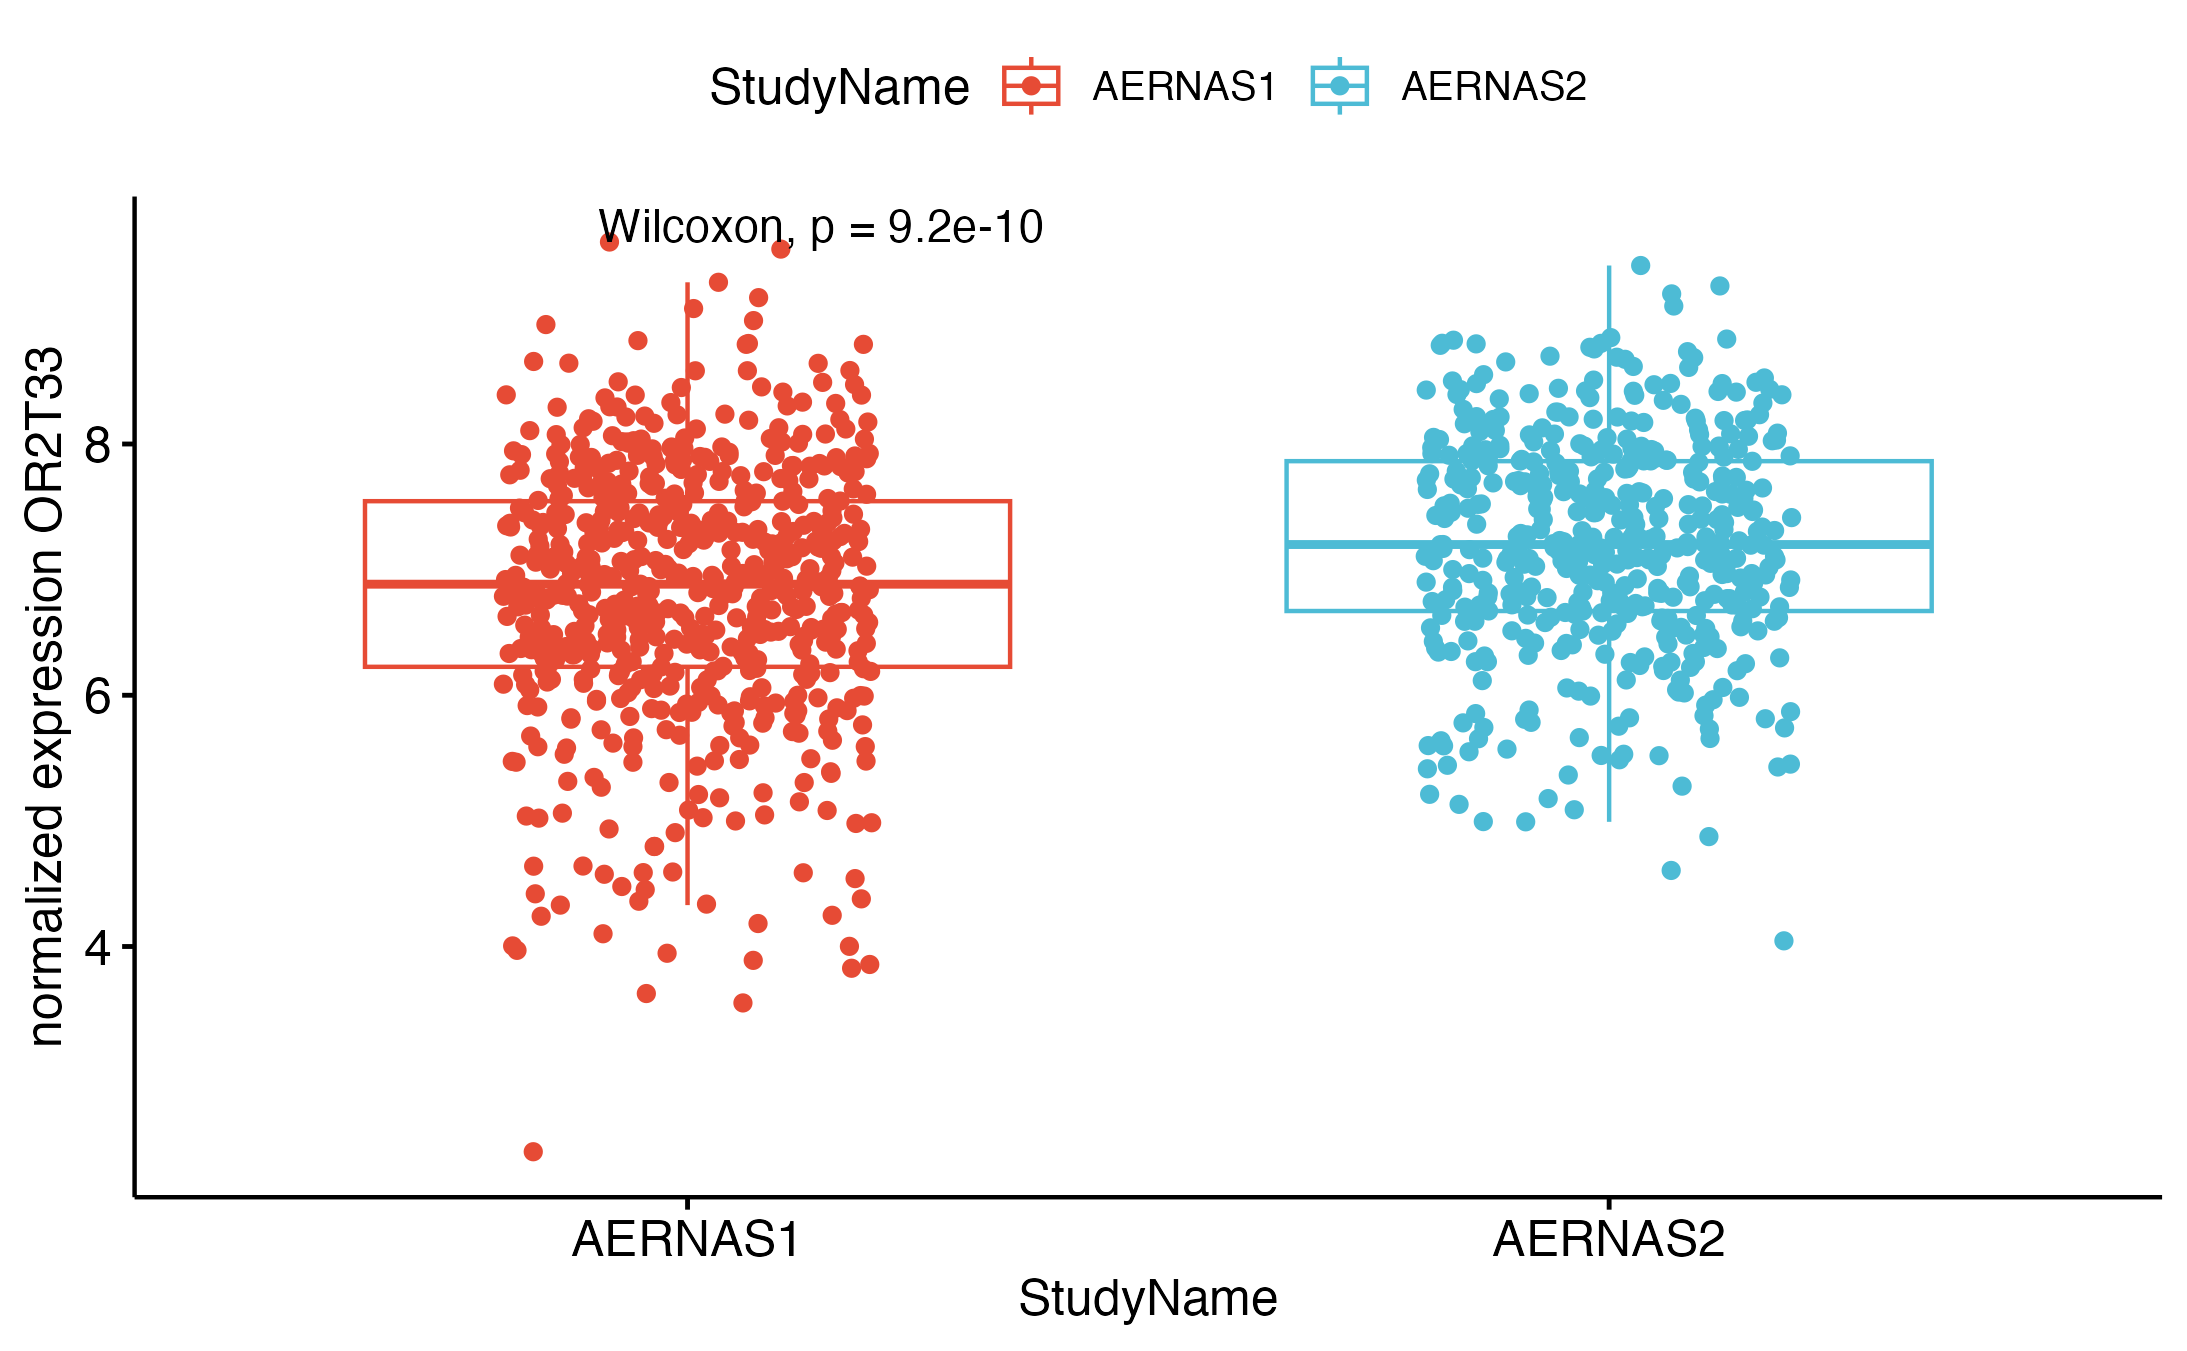 StudyName AERNAS1 AERNAS2
Wilcoxon, p = 9.2e-10
normalized expression OR2T33
8
6
4
AERNAS1 AERNAS2
StudyName